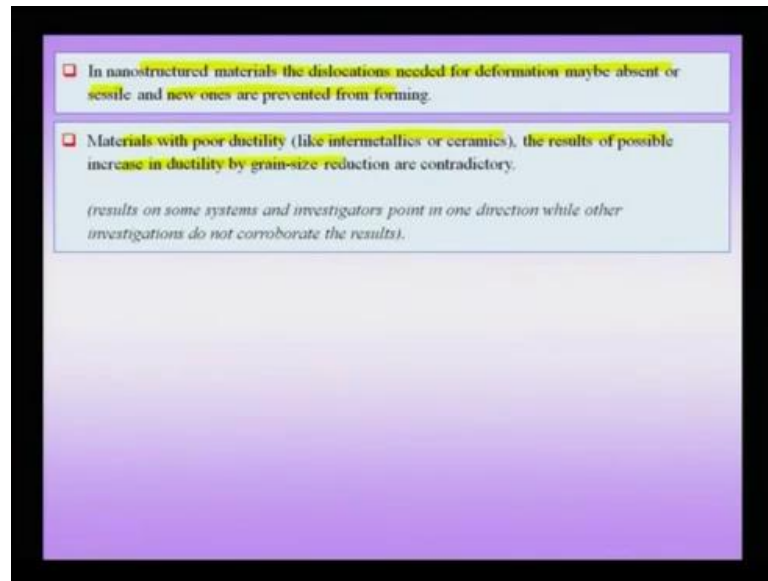 In nanostructured materials the dislocations needed for deformation maybe absent or
sessile and new ones are prevented from forming.
Materials with poor ductility (like intermetallics or ceramics), the results of possible
increase in ductility by grain-size reduction are contradictory.
(results on some systems and investigators point in one direction while other
investigations do not corroborate the results).